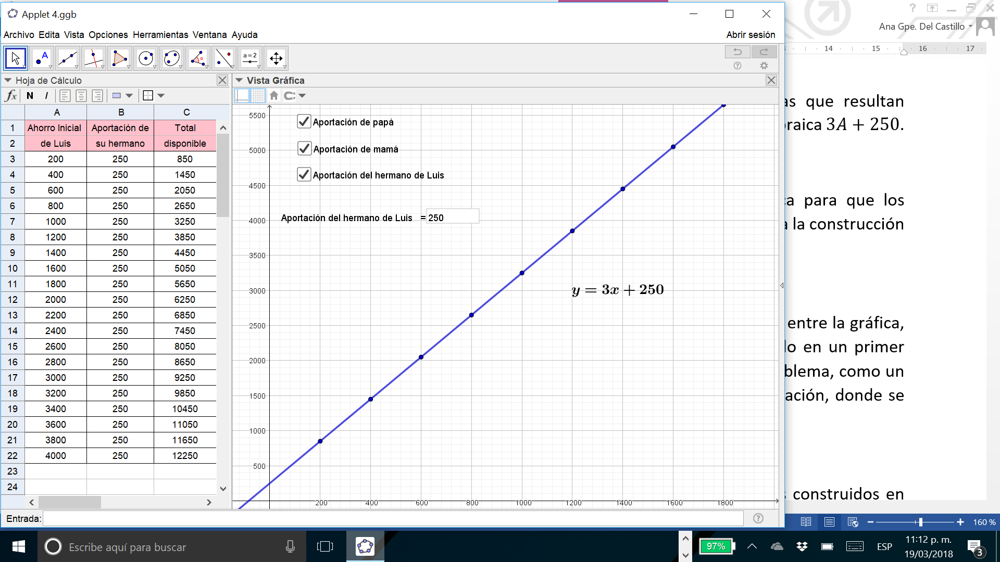 Applet 4.ggb
Archivo Edita Vista Opciones Herramientas Ventana Ayuda
Abrir sesión
Ana Gpe. Del Castillo
14 15 16 17
A
a=2
α
Hoja de Cálculo
Vista Gráfica
fx N I
A B C
1 Ahorro Inicial Aportación de Total
2 de Luis su hermano disponible
3 200 250 850
4 400 250 1450
5 600 250 2050
6 800 250 2650
7 1000 250 3250
8 1200 250 3850
9 1400 250 4450
10 1600 250 5050
11 1800 250 5650
12 2000 250 6250
13 2200 250 6850
14 2400 250 7450
15 2600 250 8050
16 2800 250 8650
17 3000 250 9250
18 3200 250 9850
19 3400 250 10450
20 3600 250 11050
21 3800 250 11650
22 4000 250 12250
23
24
Aportación de papá
Aportación de mamá
Aportación del hermano de Luis
Aportación del hermano de Luis = 250
y = 3x + 250
5500
5000
4500
4000
3500
3000
2500
2000
1500
1000
500
200 400 600 800 1000 1200 1400 1600 1800
Entrada:
as que resultan
raica 3A + 250.
ca para que los
a la construcción
entre la gráfica,
lo en un primer
blema, como un
ación, donde se
s construidos en
160 %
Escribe aquí para buscar
97%
ESP
11:12 p. m.
19/03/2018
3